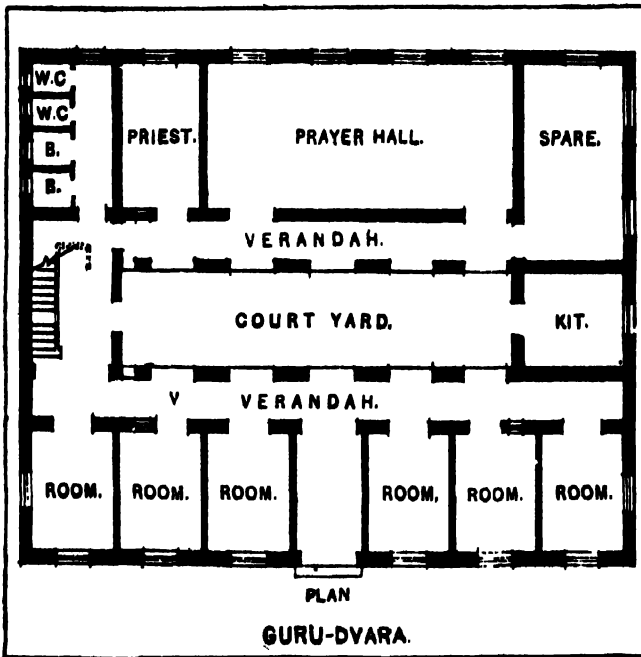 W.C
W.C
B.
B.
PRIEST.
PRAYER HALL.
SPARE.
VERANDAH.
COURT YARD.
KIT.
V
VERANDAH.
ROOM.
ROOM.
ROOM.
ROOM,
ROOM.
ROOM.
PLAN
GURU-DVARA.